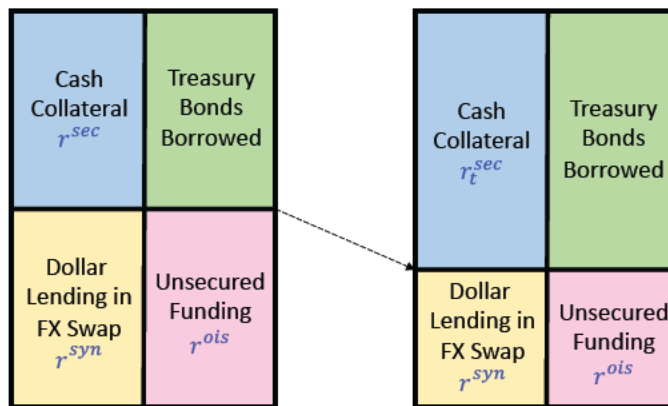 Cash
Collateral
r^sec
Treasury
Bonds
Borrowed
Dollar
Lending in
FX Swap
r^syn
Unsecured
Funding
r^ois
Cash
Collateral
r_t^sec
Treasury
Bonds
Borrowed
Dollar
Lending in
FX Swap
r^syn
Unsecured
Funding
r^ois